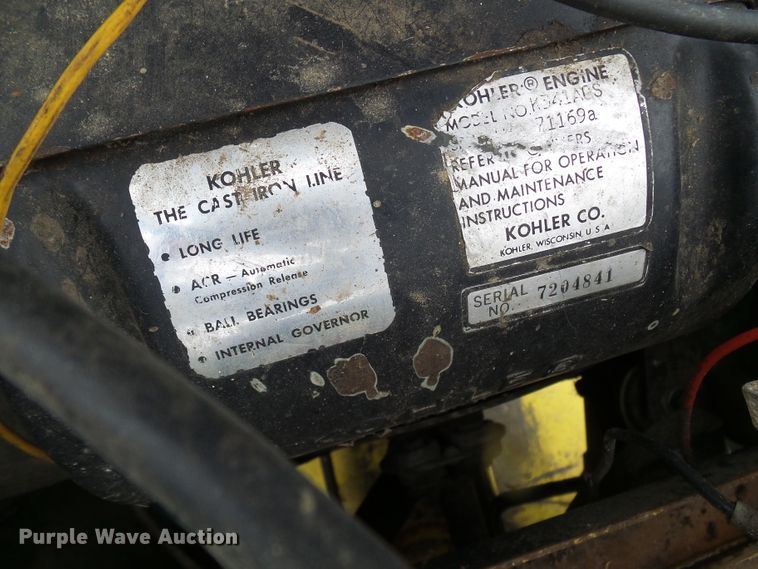 KOHLER
THE CAST IRON LINE
• LONG LIFE
• ACR – Automatic
Compression Release
• BALL BEARINGS
• INTERNAL GOVERNOR
KOHLER® ENGINE
MODEL NO. K341AQS
71169a
REFER TO OWNERS
MANUAL FOR OPERATION
AND MAINTENANCE
INSTRUCTIONS
KOHLER CO.
KOHLER, WISCONSIN, U.S.A
SERIAL NO. 7204841
Purple Wave Auction®